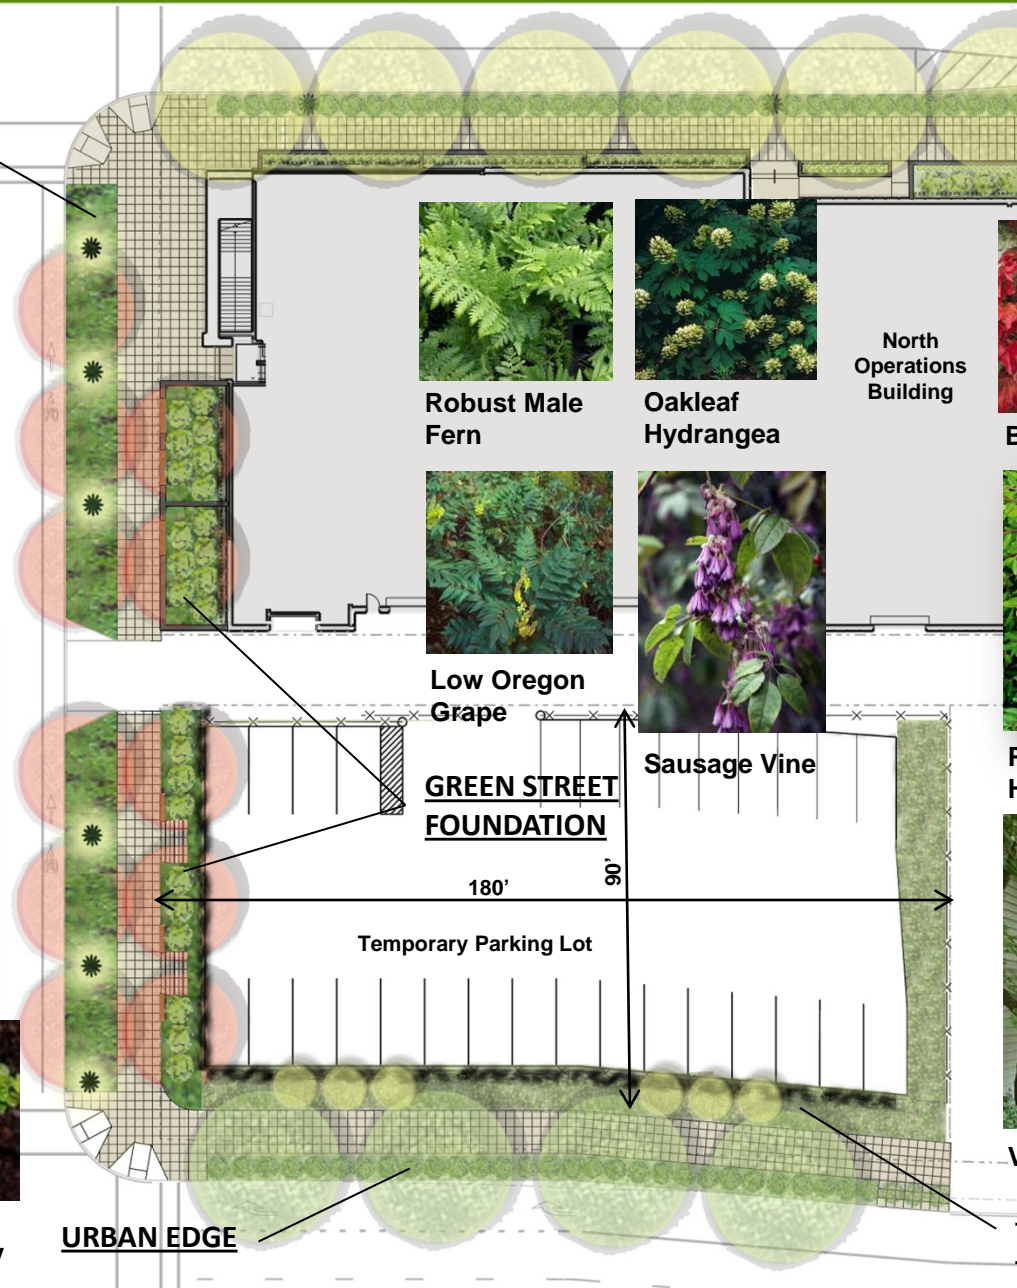 Robust Male
Fern
Oakleaf
Hydrangea
North
Operations
Building
Low Oregon
Grape
Sausage Vine
GREEN STREET
FOUNDATION
90’
180’
Temporary Parking Lot
URBAN EDGE